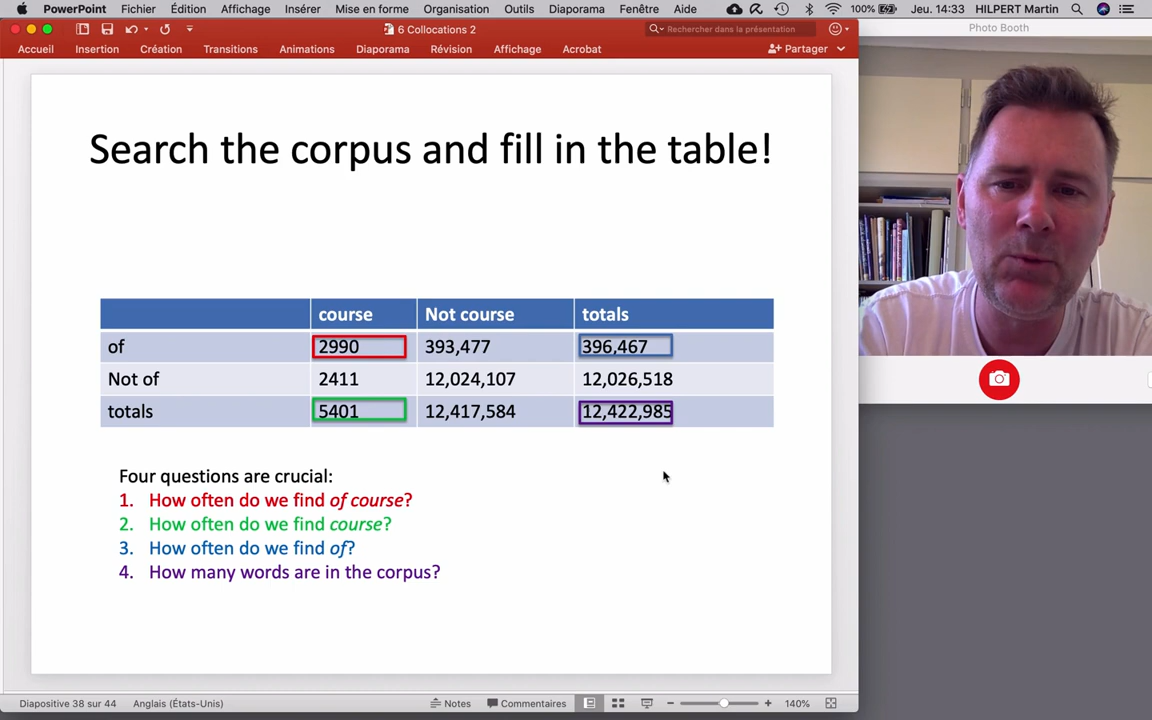 PowerPoint Fichier Édition Affichage Insérer Mise en forme Organisation Outils Diaporama Fenêtre Aide 100% Jeu. 14:33 HILPERT Martin
6 Collocations 2
Rechercher dans la présentation
Photo Booth
Accueil Insertion Création Transitions Animations Diaporama Révision Affichage Acrobat Partager
Search the corpus and fill in the table!
course Not course totals
of 2990 393,477 396,467
Not of 2411 12,024,107 12,026,518
totals 5401 12,417,584 12,422,985
Four questions are crucial:
1. How often do we find of course?
2. How often do we find course?
3. How often do we find of?
4. How many words are in the corpus?
Diapositive 38 sur 44 Anglais (États-Unis) Notes Commentaires 140%